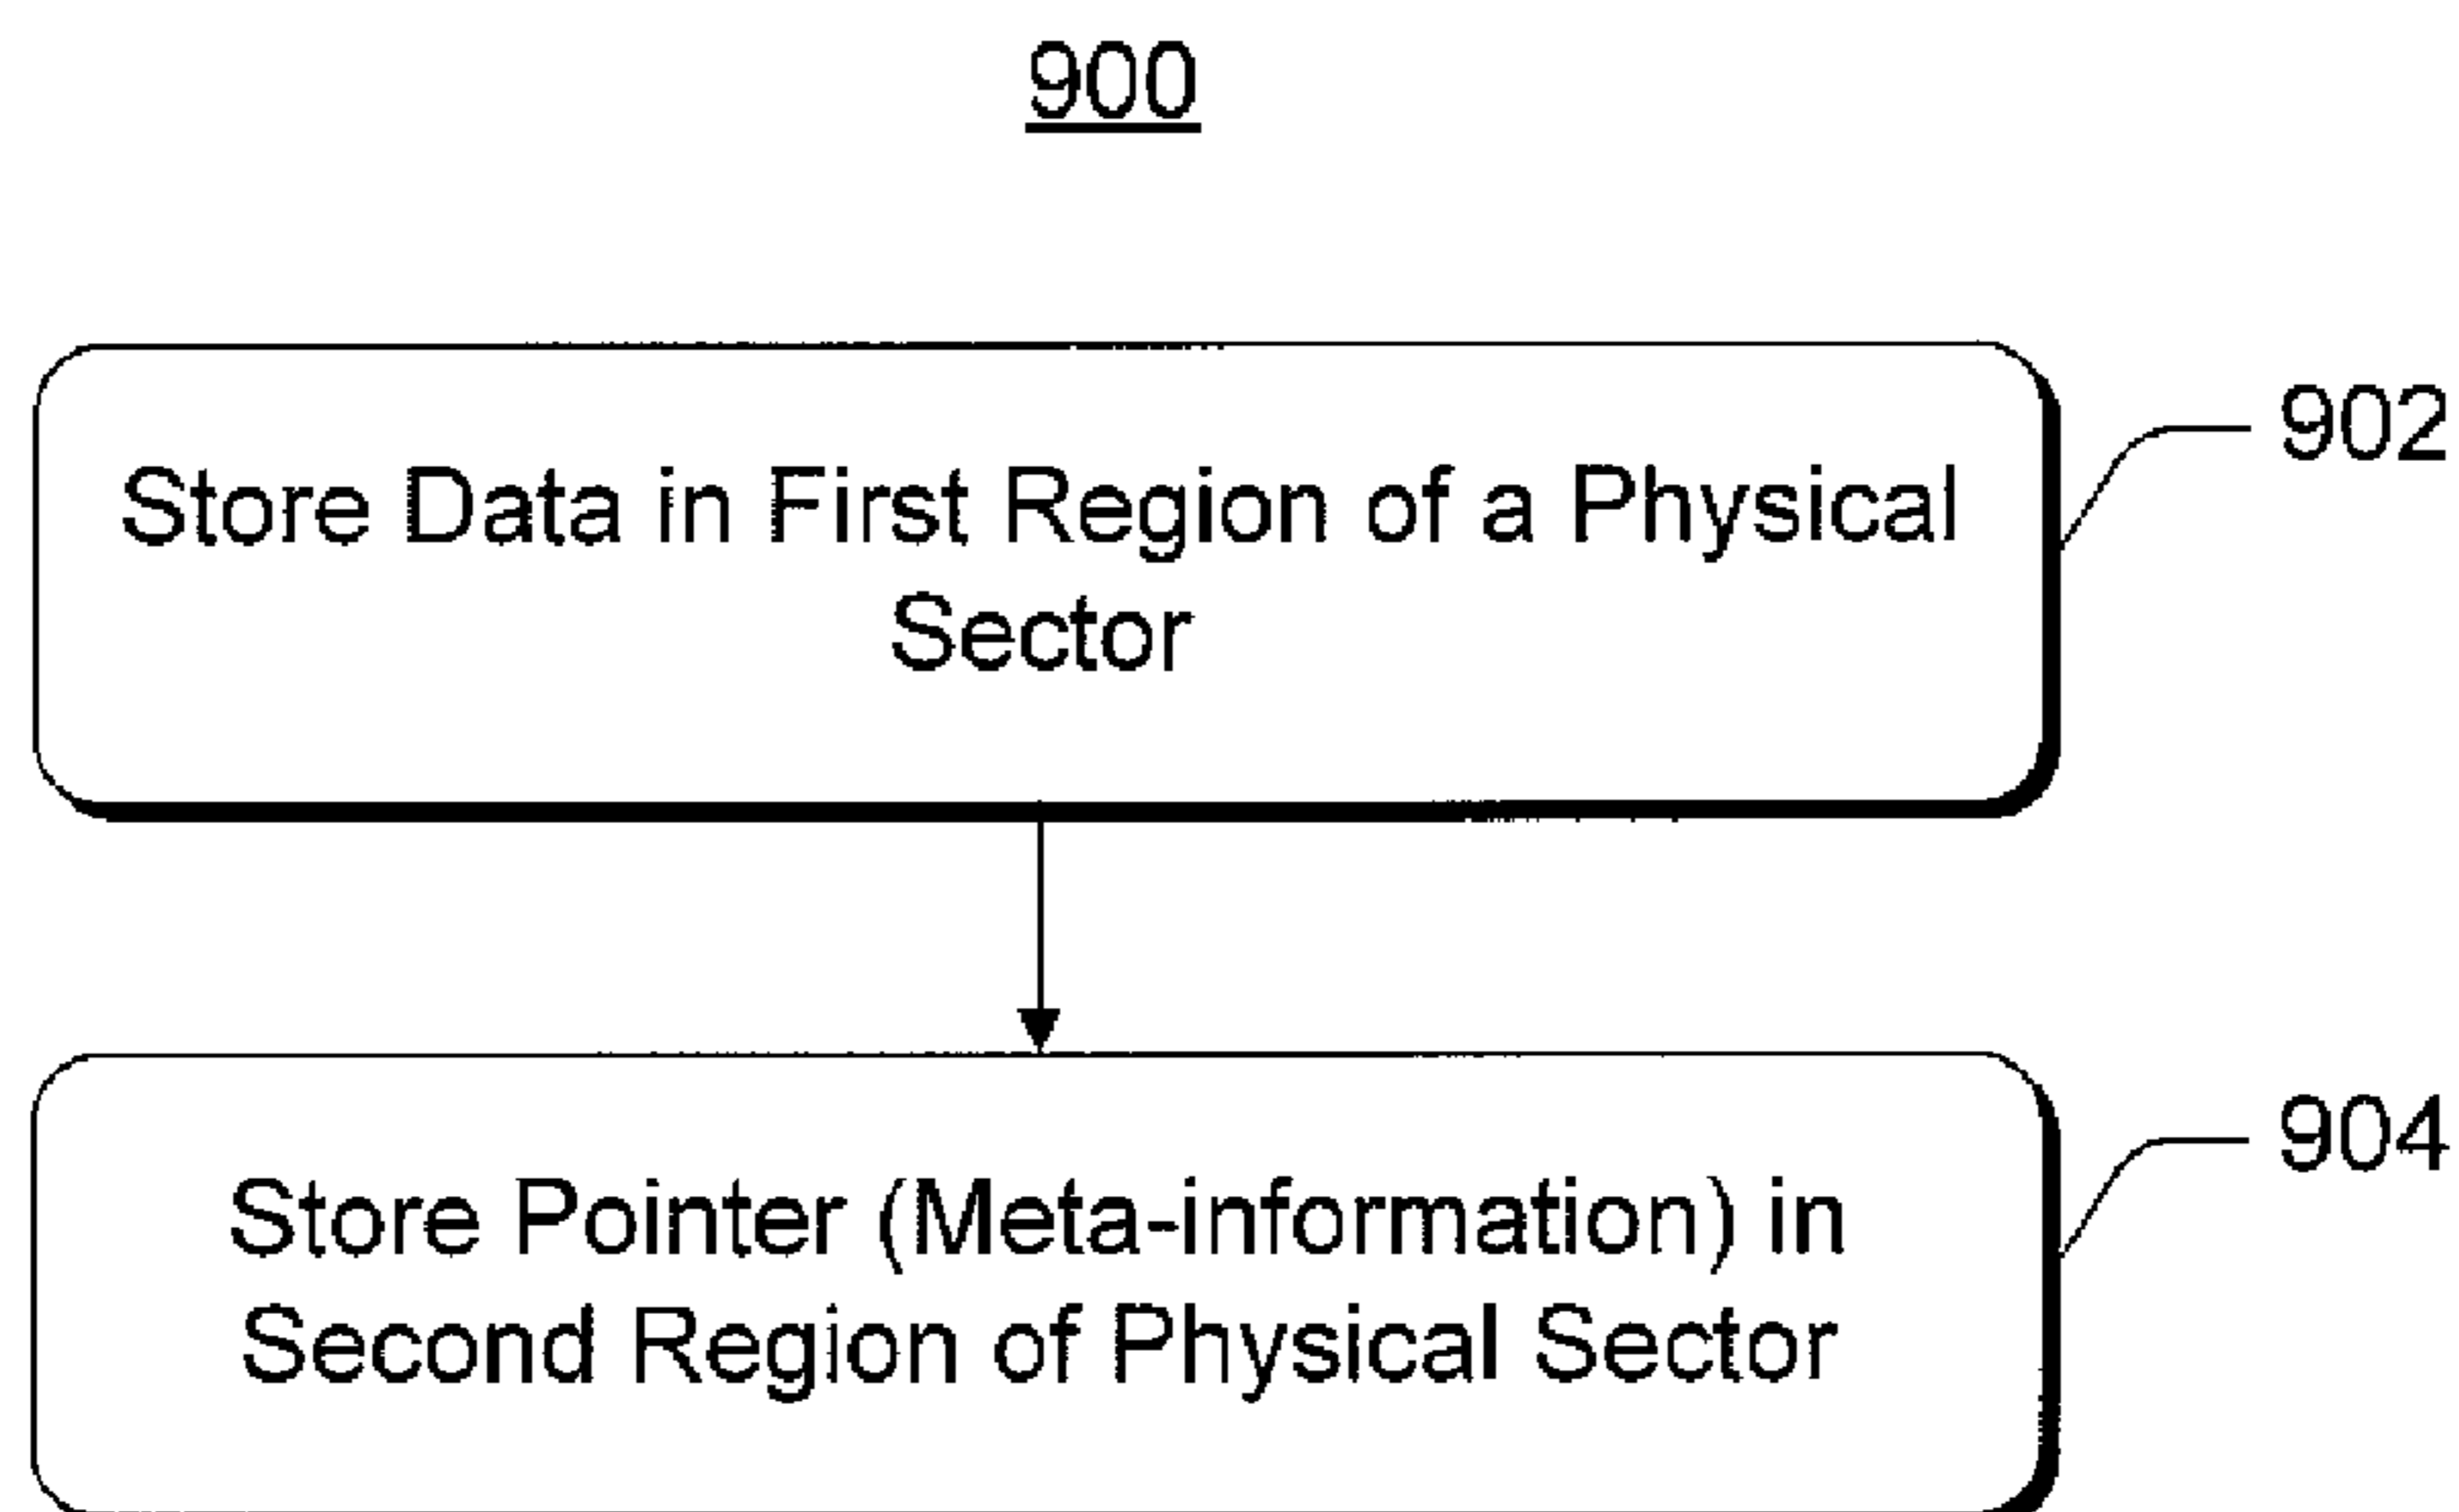 900
Store Data in First Region of a Physical
Sector
902
Store Pointer (Meta-information) in
Second Region of Physical Sector
904